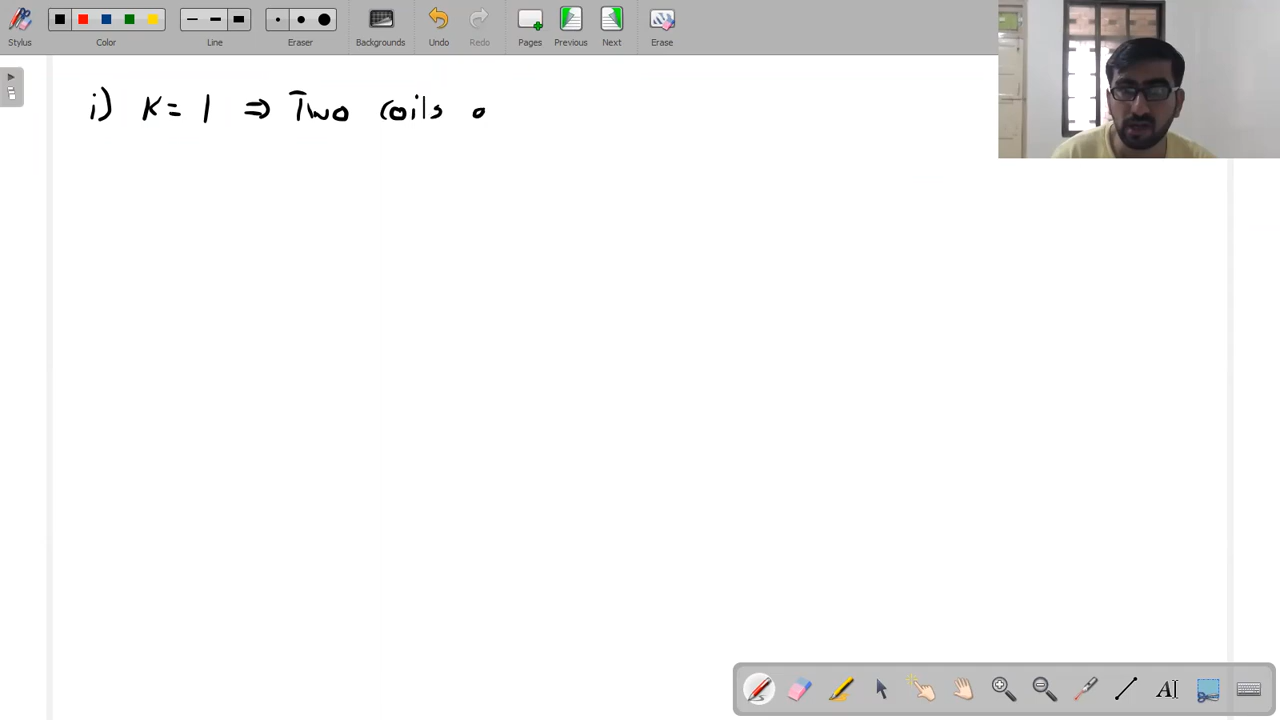 Stylus
Color
Line
Eraser
Backgrounds
Undo
Redo
Pages
Previous
Next
Erase
i) K = 1 ⇒ Two coils a